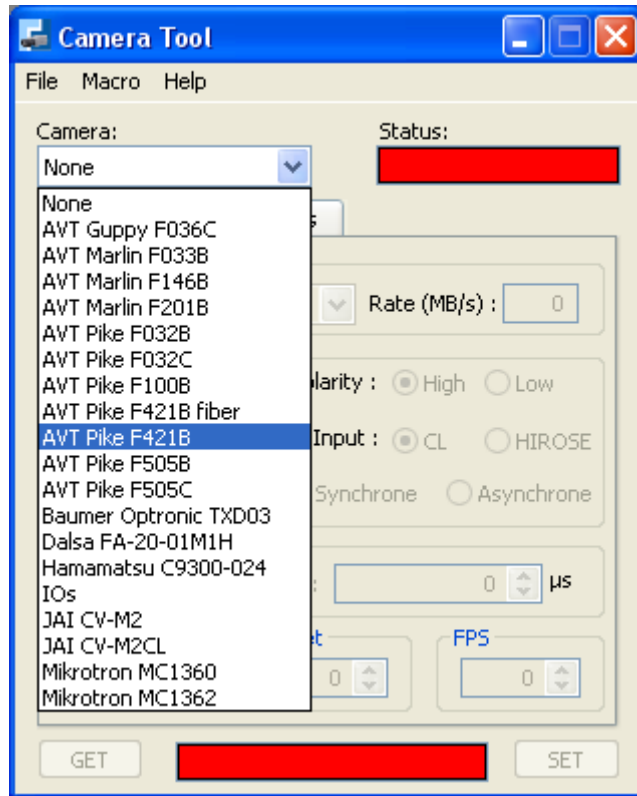 Camera Tool
File Macro Help
Camera: Status:
None
None
AVT Guppy F036C
AVT Marlin F033B
AVT Marlin F146B
AVT Marlin F201B
AVT Pike F032B
AVT Pike F032C
AVT Pike F100B
AVT Pike F421B fiber
AVT Pike F421B
AVT Pike F505B
AVT Pike F505C
Baumer Optronic TXD03
Dalsa FA-20-01M1H
Hamamatsu C9300-024
IOs
JAI CV-M2
JAI CV-M2CL
Mikrotron MC1360
Mikrotron MC1362
s
Rate (MB/s) : 0
larity : High Low
Input : CL HIROSE
Synchrone Asynchrone
: 0 µs
et FPS
0 0
GET SET